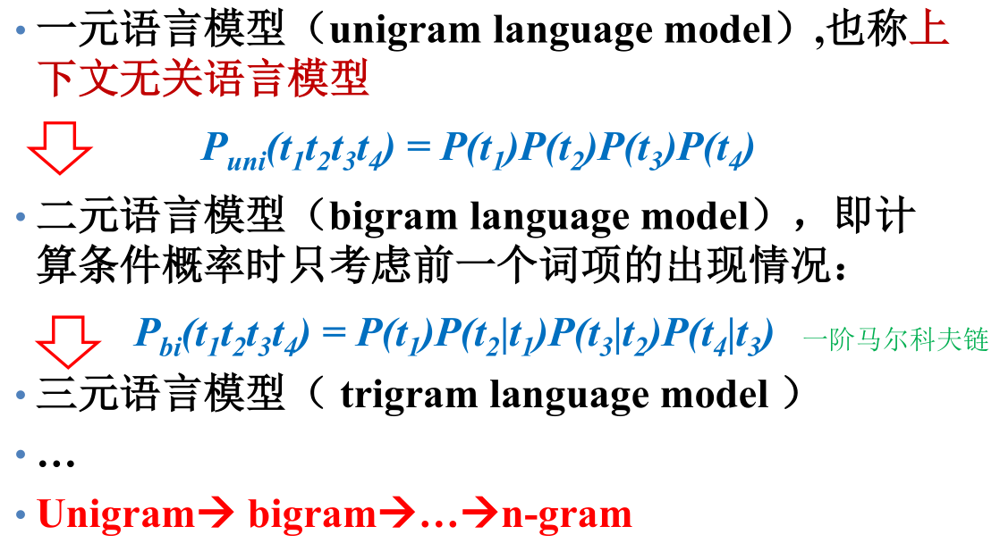 • 一元语言模型（unigram language model）,也称上
下文无关语言模型
P_uni(t_1t_2t_3t_4) = P(t_1)P(t_2)P(t_3)P(t_4)
• 二元语言模型（bigram language model），即计
算条件概率时只考虑前一个词项的出现情况：
P_bi(t_1t_2t_3t_4) = P(t_1)P(t_2|t_1)P(t_3|t_2)P(t_4|t_3) 一阶马尔科夫链
• 三元语言模型（ trigram language model ）
• …
• Unigram→ bigram→…→n-gram